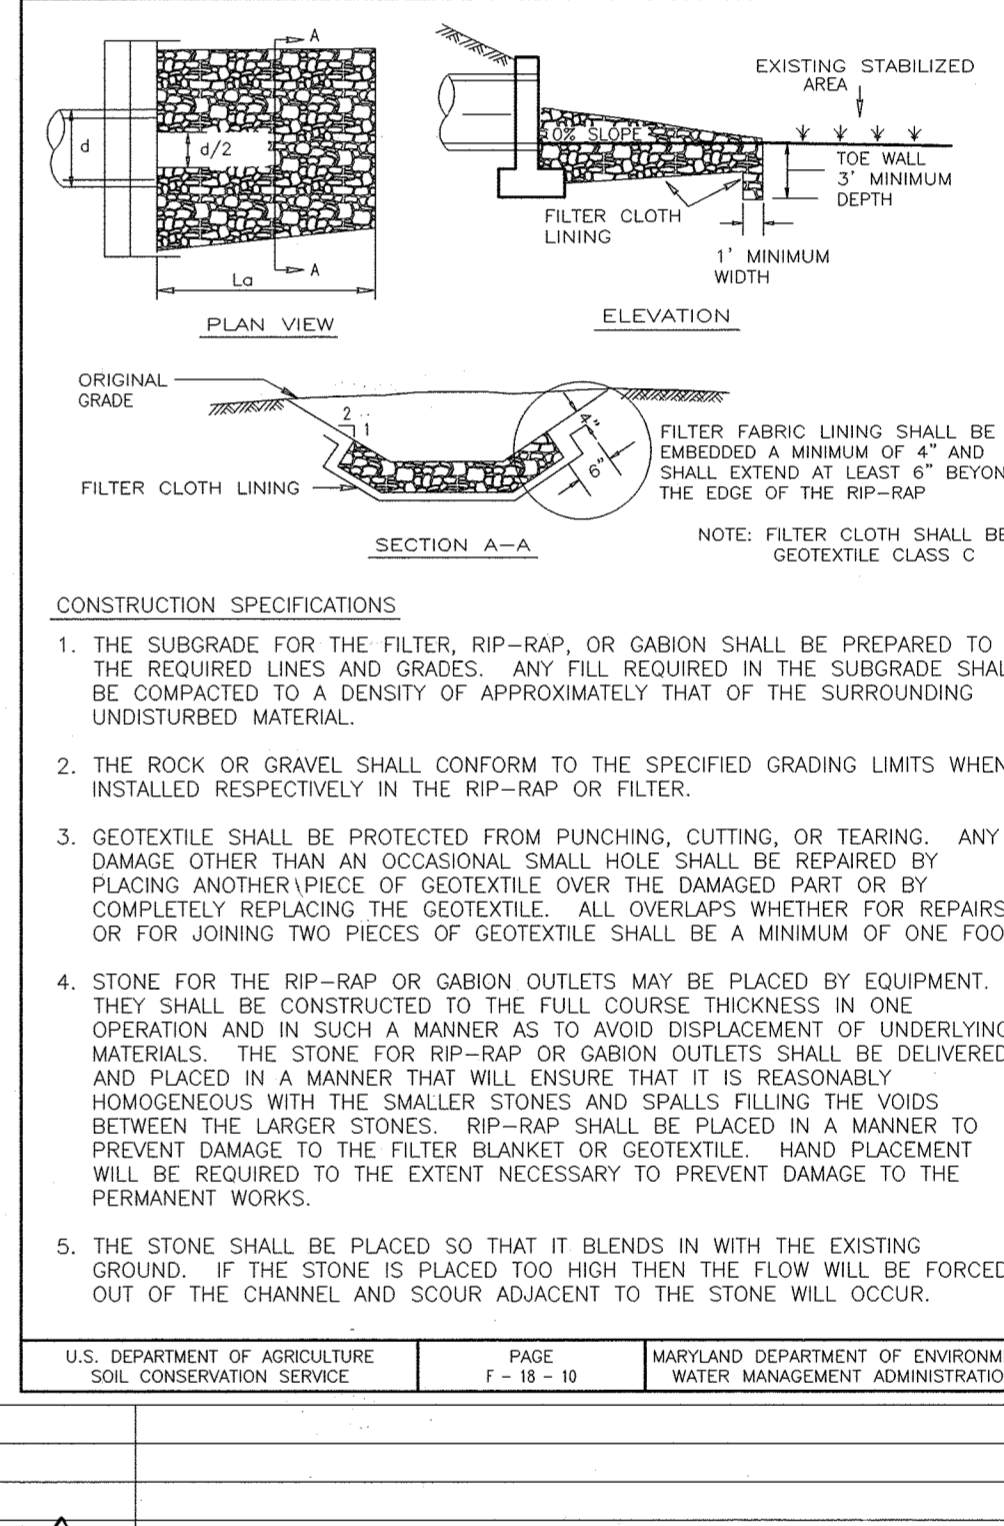 A
d
d/2
A
La
PLAN VIEW
EXISTING STABILIZED
AREA
0% SLOPE
TOE WALL
3' MINIMUM
DEPTH
FILTER CLOTH
LINING
1' MINIMUM
WIDTH
ELEVATION
ORIGINAL
GRADE
2
1
4"
6"
FILTER CLOTH LINING
SECTION A-A
FILTER FABRIC LINING SHALL BE
EMBEDDED A MINIMUM OF 4" AND
SHALL EXTEND AT LEAST 6" BEYON
THE EDGE OF THE RIP-RAP
NOTE: FILTER CLOTH SHALL BE
GEOTEXTILE CLASS C
CONSTRUCTION SPECIFICATIONS
1. THE SUBGRADE FOR THE FILTER, RIP-RAP, OR GABION SHALL BE PREPARED TO
THE REQUIRED LINES AND GRADES. ANY FILL REQUIRED IN THE SUBGRADE SHAL
BE COMPACTED TO A DENSITY OF APPROXIMATELY THAT OF THE SURROUNDING
UNDISTURBED MATERIAL.
2. THE ROCK OR GRAVEL SHALL CONFORM TO THE SPECIFIED GRADING LIMITS WHEN
INSTALLED RESPECTIVELY IN THE RIP-RAP OR FILTER.
3. GEOTEXTILE SHALL BE PROTECTED FROM PUNCHING, CUTTING, OR TEARING. ANY
DAMAGE OTHER THAN AN OCCASIONAL SMALL HOLE SHALL BE REPAIRED BY
PLACING ANOTHER PIECE OF GEOTEXTILE OVER THE DAMAGED PART OR BY
COMPLETELY REPLACING THE GEOTEXTILE. ALL OVERLAPS WHETHER FOR REPAIRS
OR FOR JOINING TWO PIECES OF GEOTEXTILE SHALL BE A MINIMUM OF ONE FOO
4. STONE FOR THE RIP-RAP OR GABION OUTLETS MAY BE PLACED BY EQUIPMENT.
THEY SHALL BE CONSTRUCTED TO THE FULL COURSE THICKNESS IN ONE
OPERATION AND IN SUCH A MANNER AS TO AVOID DISPLACEMENT OF UNDERLYING
MATERIALS. THE STONE FOR RIP-RAP OR GABION OUTLETS SHALL BE DELIVERED
AND PLACED IN A MANNER THAT WILL ENSURE THAT IT IS REASONABLY
HOMOGENEOUS WITH THE SMALLER STONES AND SPALLS FILLING THE VOIDS
BETWEEN THE LARGER STONES. RIP-RAP SHALL BE PLACED IN A MANNER TO
PREVENT DAMAGE TO THE FILTER BLANKET OR GEOTEXTILE. HAND PLACEMENT
WILL BE REQUIRED TO THE EXTENT NECESSARY TO PREVENT DAMAGE TO THE
PERMANENT WORKS.
5. THE STONE SHALL BE PLACED SO THAT IT BLENDS IN WITH THE EXISTING
GROUND. IF THE STONE IS PLACED TOO HIGH THEN THE FLOW WILL BE FORCED
OUT OF THE CHANNEL AND SCOUR ADJACENT TO THE STONE WILL OCCUR.
U.S. DEPARTMENT OF AGRICULTURE
SOIL CONSERVATION SERVICE
PAGE
F - 18 - 10
MARYLAND DEPARTMENT OF ENVIRONM
WATER MANAGEMENT ADMINISTRATIO